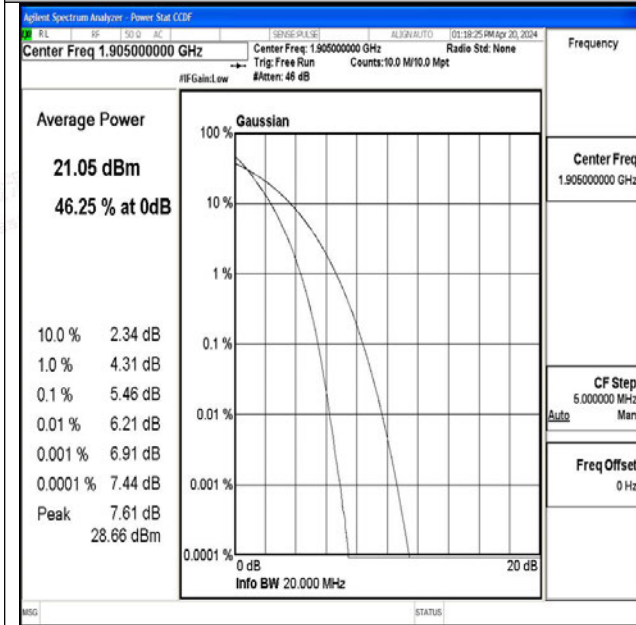 Agilent Spectrum Analyzer - Power Stat CCDF
RL RF 50 Ω AC SENSE:PULSE ALIGN AUTO 01:18:25 PM Apr 20, 2024
Center Freq 1.905000000 GHz
Center Freq: 1.905000000 GHz Radio Std: None
Trig: Free Run Counts:10.0 M/10.0 Mpt
#IFGain:Low #Atten: 46 dB
Frequency
Average Power
21.05 dBm
46.25 % at 0dB
10.0 % 2.34 dB
1.0 % 4.31 dB
0.1 % 5.46 dB
0.01 % 6.21 dB
0.001 % 6.91 dB
0.0001 % 7.44 dB
Peak 7.61 dB
28.66 dBm
Gaussian
100 %
10 %
1 %
0.1 %
0.01 %
0.001 %
0.0001 %
0 dB 20 dB
Info BW 20.000 MHz
Center Freq
1.905000000 GHz
CF Step
5.000000 MHz
Auto Man
Freq Offset
0 Hz
MSG STATUS